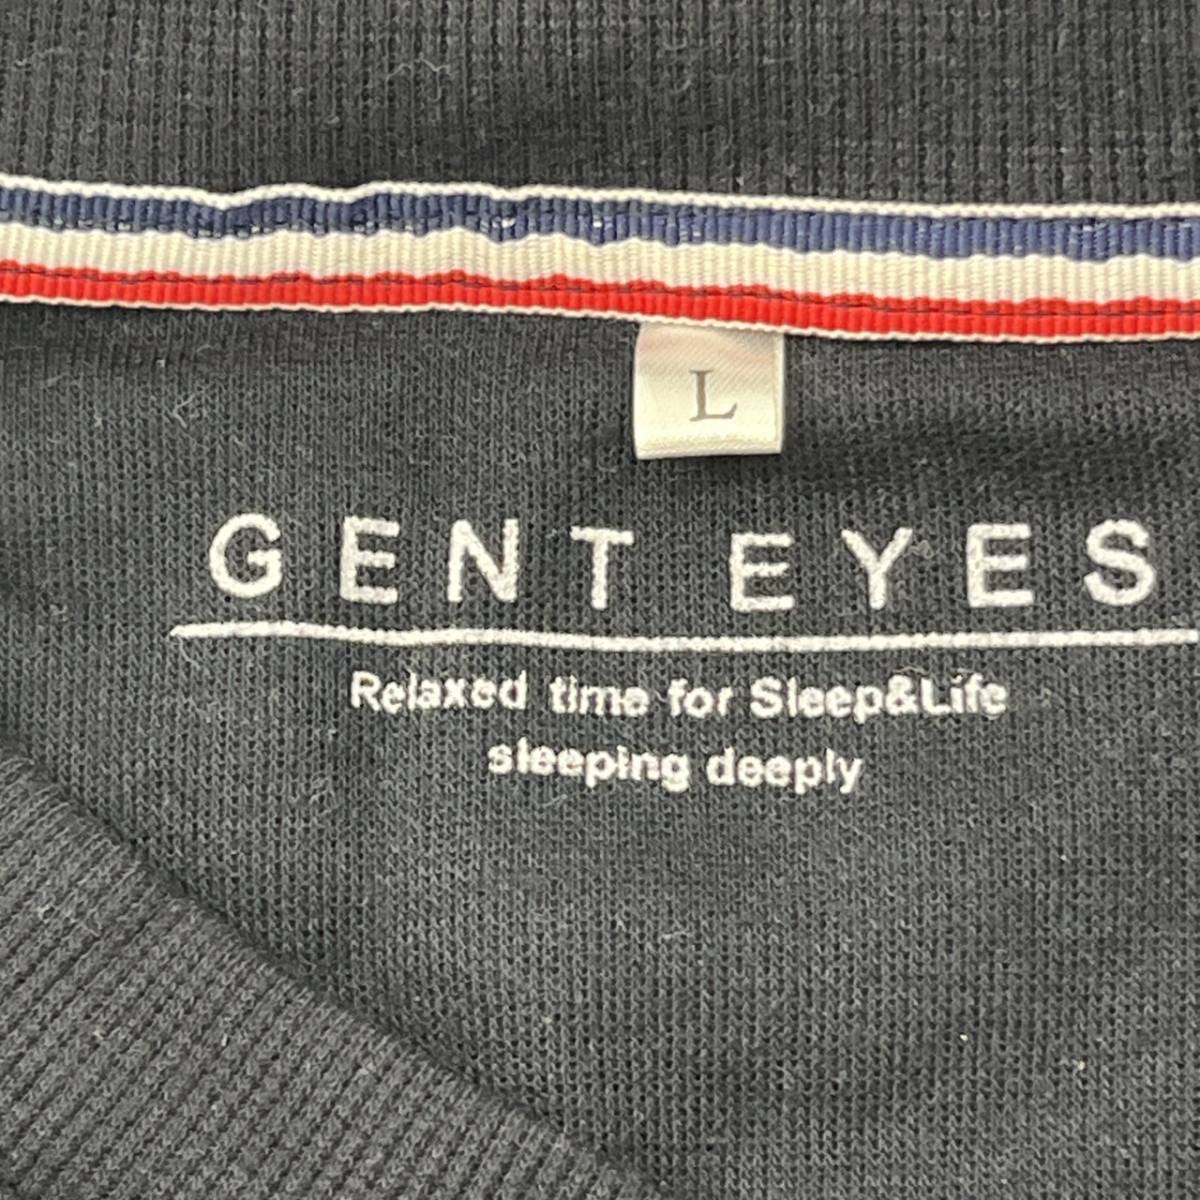 L
GENT EYES
Relaxed time for Sleep&Life
sleeping deeply